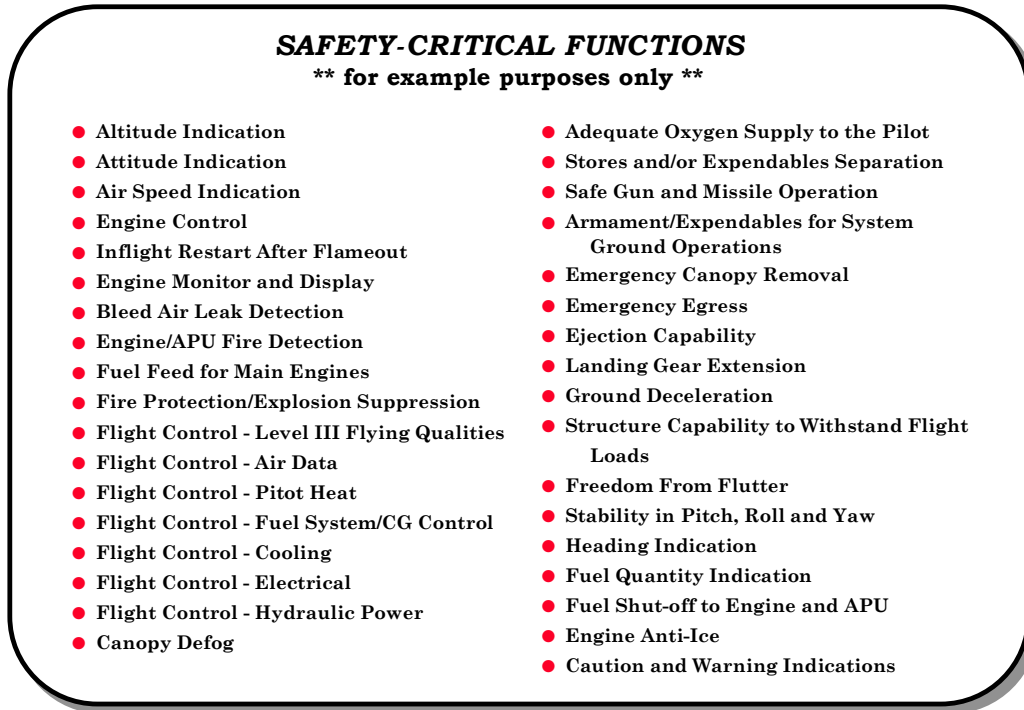 SAFETY-CRITICAL FUNCTIONS
** for example purposes only **
● Altitude Indication
● Attitude Indication
● Air Speed Indication
● Engine Control
● Inflight Restart After Flameout
● Engine Monitor and Display
● Bleed Air Leak Detection
● Engine/APU Fire Detection
● Fuel Feed for Main Engines
● Fire Protection/Explosion Suppression
● Flight Control - Level III Flying Qualities
● Flight Control - Air Data
● Flight Control - Pitot Heat
● Flight Control - Fuel System/CG Control
● Flight Control - Cooling
● Flight Control - Electrical
● Flight Control - Hydraulic Power
● Canopy Defog
● Adequate Oxygen Supply to the Pilot
● Stores and/or Expendables Separation
● Safe Gun and Missile Operation
● Armament/Expendables for System
Ground Operations
● Emergency Canopy Removal
● Emergency Egress
● Ejection Capability
● Landing Gear Extension
● Ground Deceleration
● Structure Capability to Withstand Flight
Loads
● Freedom From Flutter
● Stability in Pitch, Roll and Yaw
● Heading Indication
● Fuel Quantity Indication
● Fuel Shut-off to Engine and APU
● Engine Anti-Ice
● Caution and Warning Indications